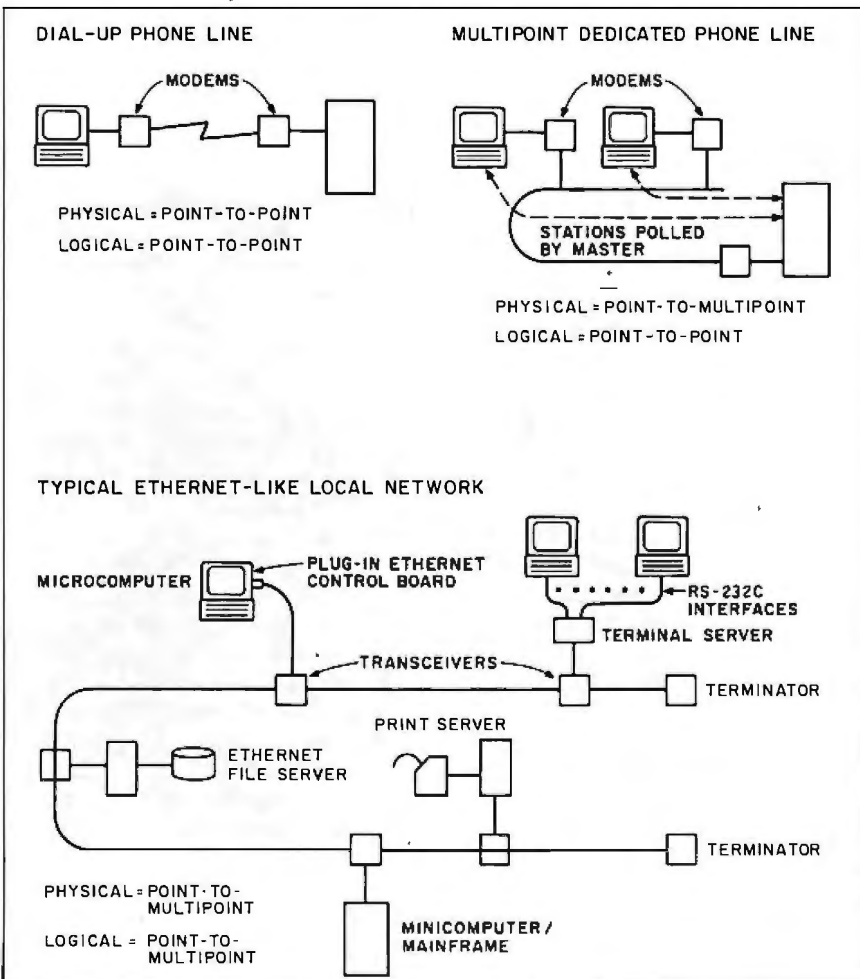 DIAL-UP PHONE LINE
MODEMS
PHYSICAL = POINT-TO-POINT
LOGICAL = POINT-TO-POINT
MULTIPOINT DEDICATED PHONE LINE
MODEMS
STATIONS POLLED
BY MASTER
PHYSICAL = POINT-TO-MULTIPOINT
LOGICAL = POINT-TO-POINT
TYPICAL ETHERNET-LIKE LOCAL NETWORK
MICROCOMPUTER
PLUG-IN ETHERNET
CONTROL BOARD
RS-232C
INTERFACES
TERMINAL SERVER
TRANSCEIVERS
TERMINATOR
PRINT SERVER
ETHERNET
FILE SERVER
TERMINATOR
PHYSICAL = POINT-TO-
MULTIPOINT
LOGICAL = POINT-TO-
MULTIPOINT
MINICOMPUTER/
MAINFRAME